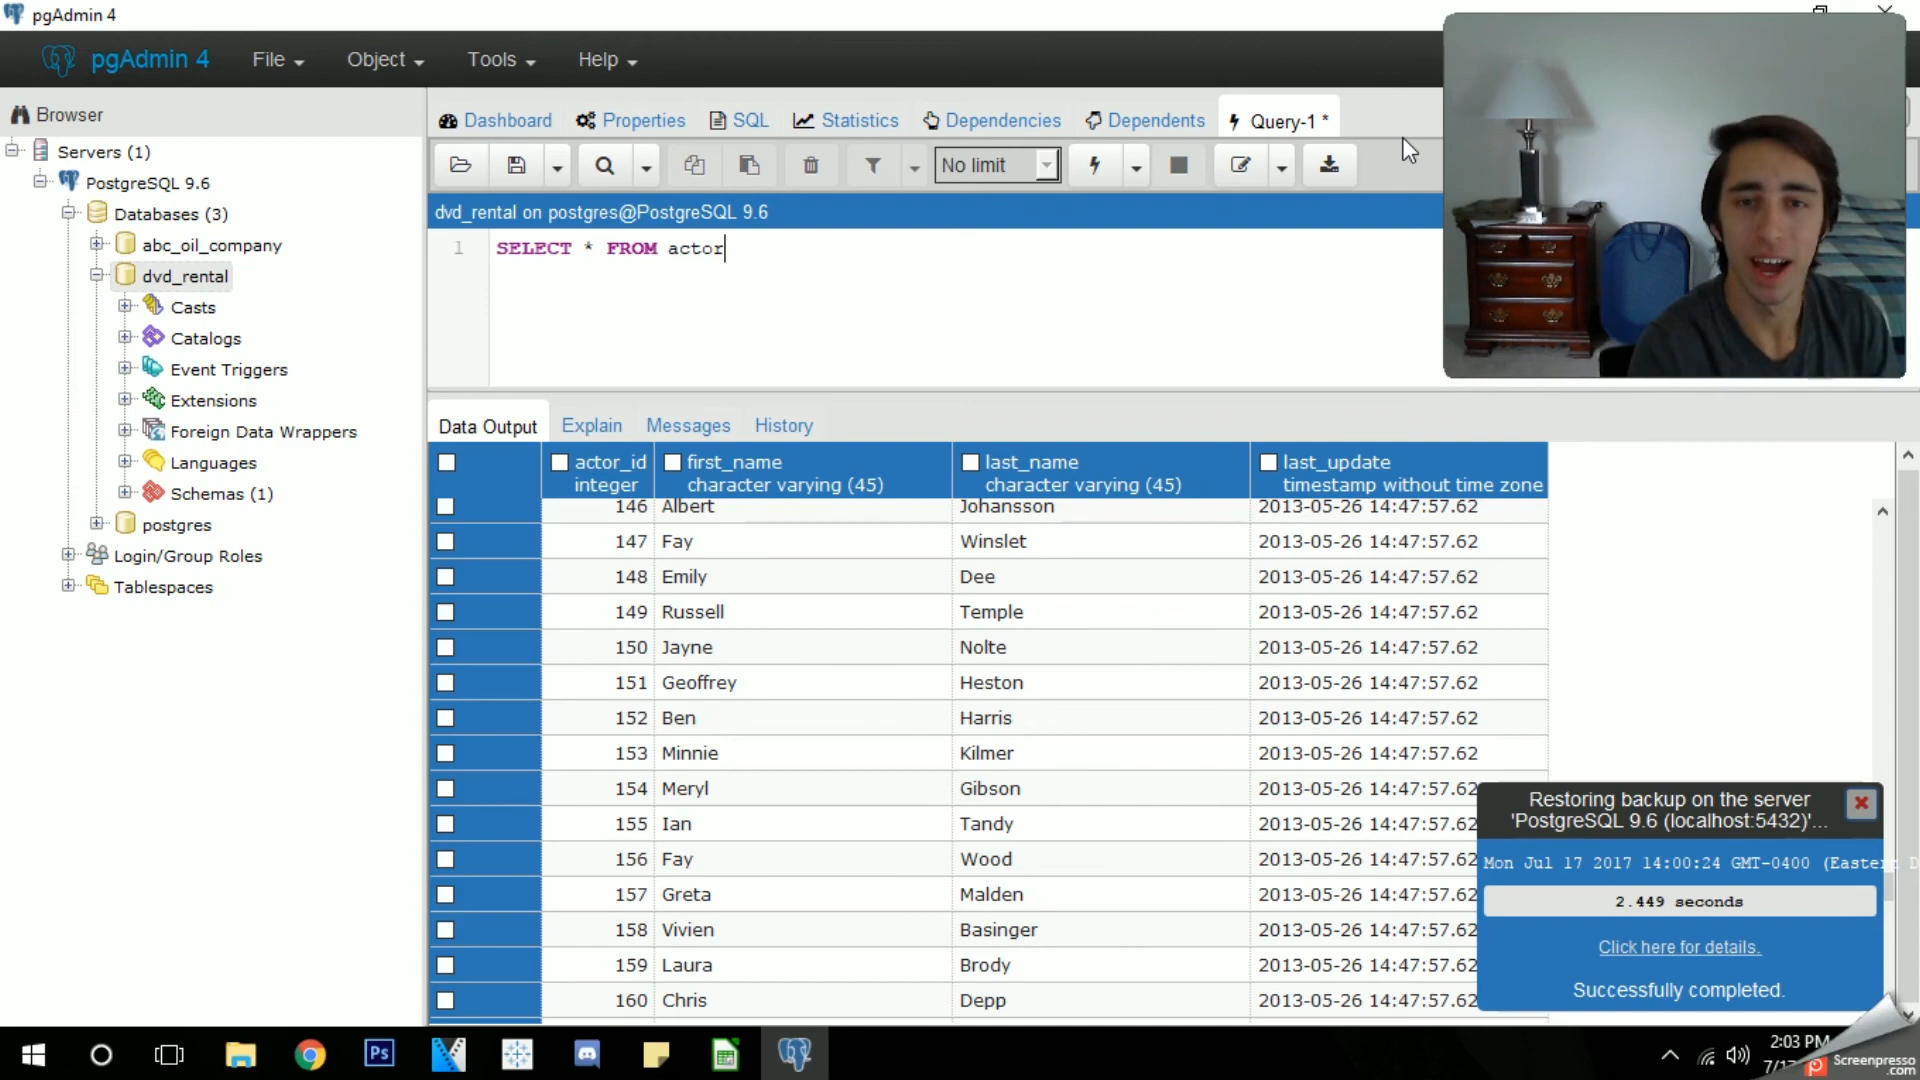 pgAdmin 4
pgAdmin 4 File Object Tools Help
Browser
Servers (1)
PostgreSQL 9.6
Databases (3)
abc_oil_company
dvd_rental
Casts
Catalogs
Event Triggers
Extensions
Foreign Data Wrappers
Languages
Schemas (1)
postgres
Login/Group Roles
Tablespaces
Dashboard Properties SQL Statistics Dependencies Dependents Query-1 *
No limit
dvd_rental on postgres@PostgreSQL 9.6
1 SELECT * FROM actor
Data Output Explain Messages History
actor_id first_name last_name last_update
integer character varying (45) character varying (45) timestamp without time zone
146 Albert Johansson 2013-05-26 14:47:57.62
147 Fay Winslet 2013-05-26 14:47:57.62
148 Emily Dee 2013-05-26 14:47:57.62
149 Russell Temple 2013-05-26 14:47:57.62
150 Jayne Nolte 2013-05-26 14:47:57.62
151 Geoffrey Heston 2013-05-26 14:47:57.62
152 Ben Harris 2013-05-26 14:47:57.62
153 Minnie Kilmer 2013-05-26 14:47:57.62
154 Meryl Gibson 2013-05-26 14:47:57.62
155 Ian Tandy 2013-05-26 14:47:57.62
156 Fay Wood 2013-05-26 14:47:57.62
157 Greta Malden 2013-05-26 14:47:57.62
158 Vivien Basinger 2013-05-26 14:47:57.62
159 Laura Brody 2013-05-26 14:47:57.62
160 Chris Depp 2013-05-26 14:47:57.62
Restoring backup on the server
'PostgreSQL 9.6 (localhost:5432)'...
Mon Jul 17 2017 14:00:24 GMT-0400 (Eastern D
2.449 seconds
Click here for details.
Successfully completed.
Ps
2:03 PM
Screenpresso
.com